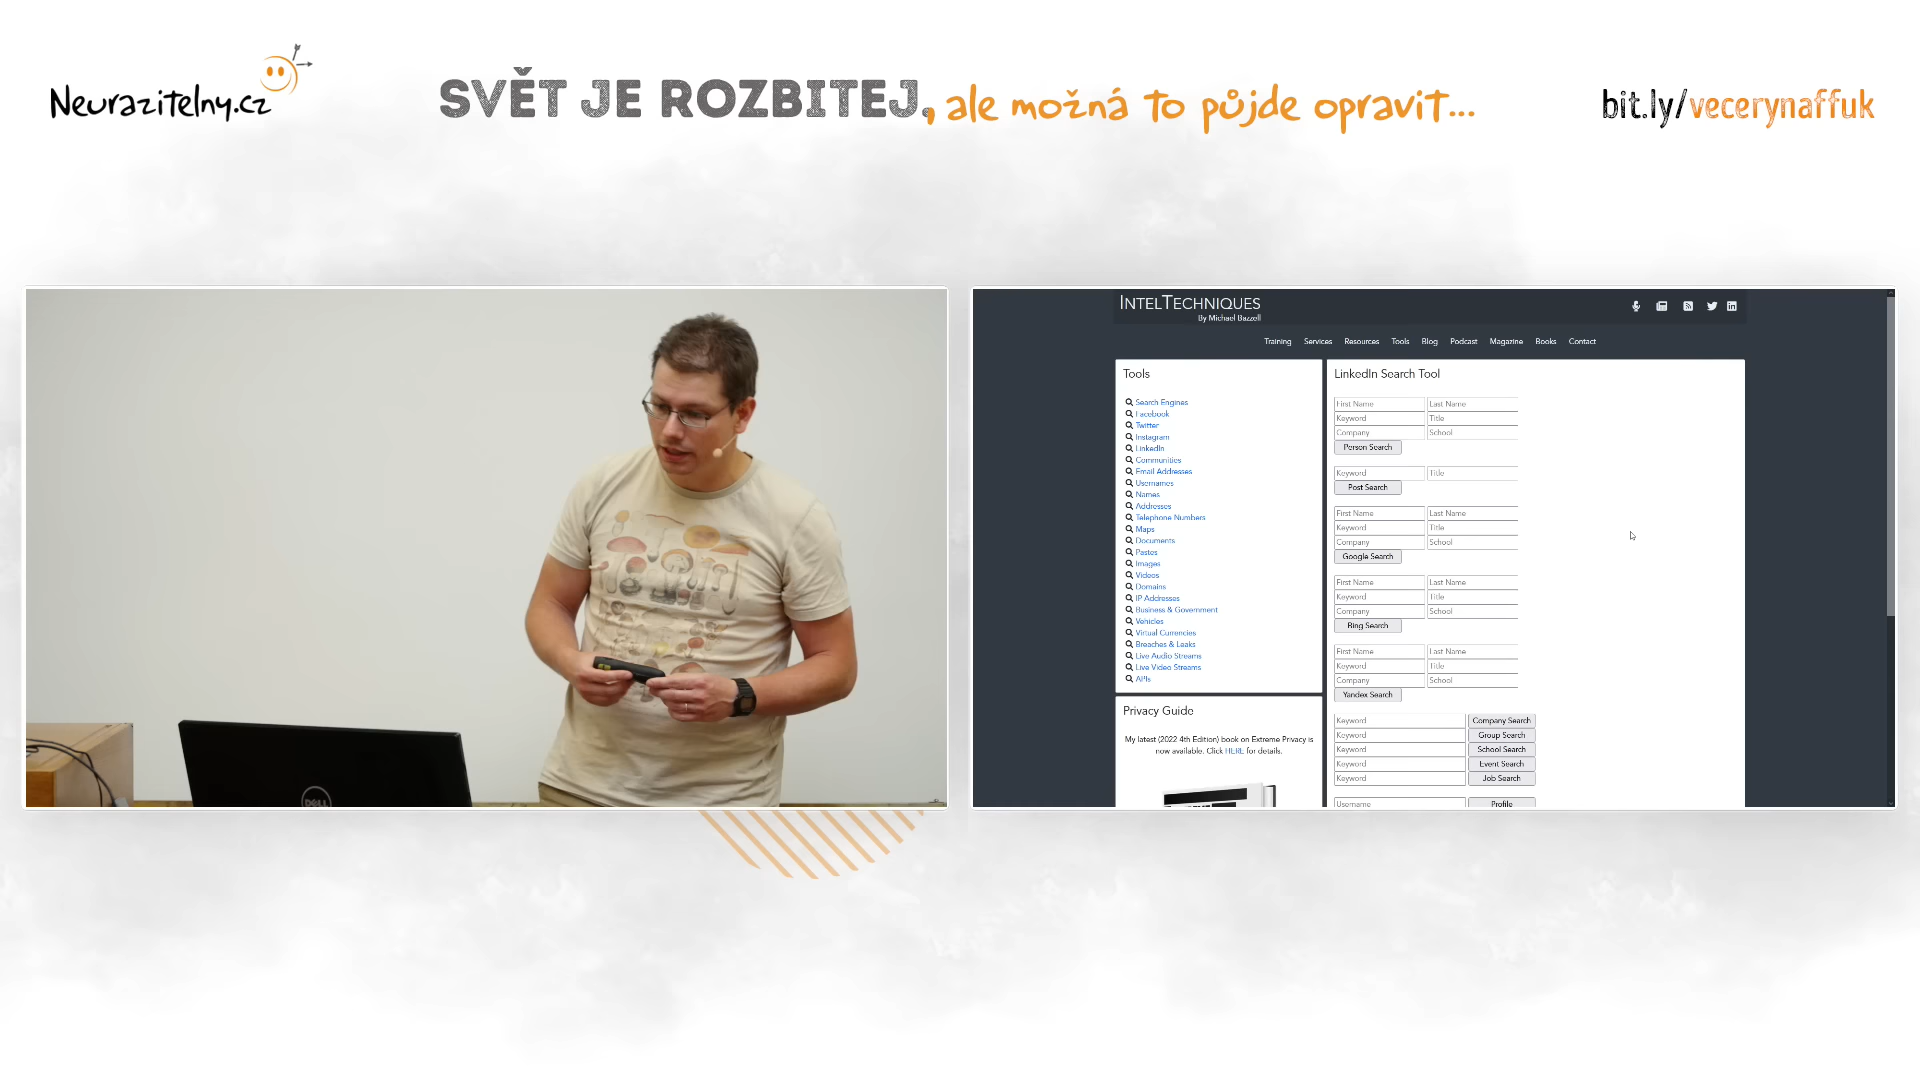 Neurazitelny.cz
SVĚT JE ROZBITEJ, ale možná to půjde opravit...
bit.ly/vecerynaffuk
DELL
INTELTECHNIQUES
By Michael Bazzell
Training Services Resources Tools Blog Podcast Magazine Books Contact
Tools
Search Engines
Facebook
Twitter
Instagram
LinkedIn
Communities
Email Addresses
Usernames
Names
Addresses
Telephone Numbers
Maps
Documents
Pastes
Images
Videos
Domains
IP Addresses
Business & Government
Vehicles
Virtual Currencies
Breaches & Leaks
Live Audio Streams
Live Video Streams
APIs
Privacy Guide
My latest (2022 4th Edition) book on Extreme Privacy is
now available. Click HERE for details.
LinkedIn Search Tool
First Name Last Name
Keyword Title
Company School
Person Search
Keyword Title
Post Search
First Name Last Name
Keyword Title
Company School
Google Search
First Name Last Name
Keyword Title
Company School
Bing Search
First Name Last Name
Keyword Title
Company School
Yandex Search
Keyword Company Search
Keyword Group Search
Keyword School Search
Keyword Event Search
Keyword Job Search
Username Profile